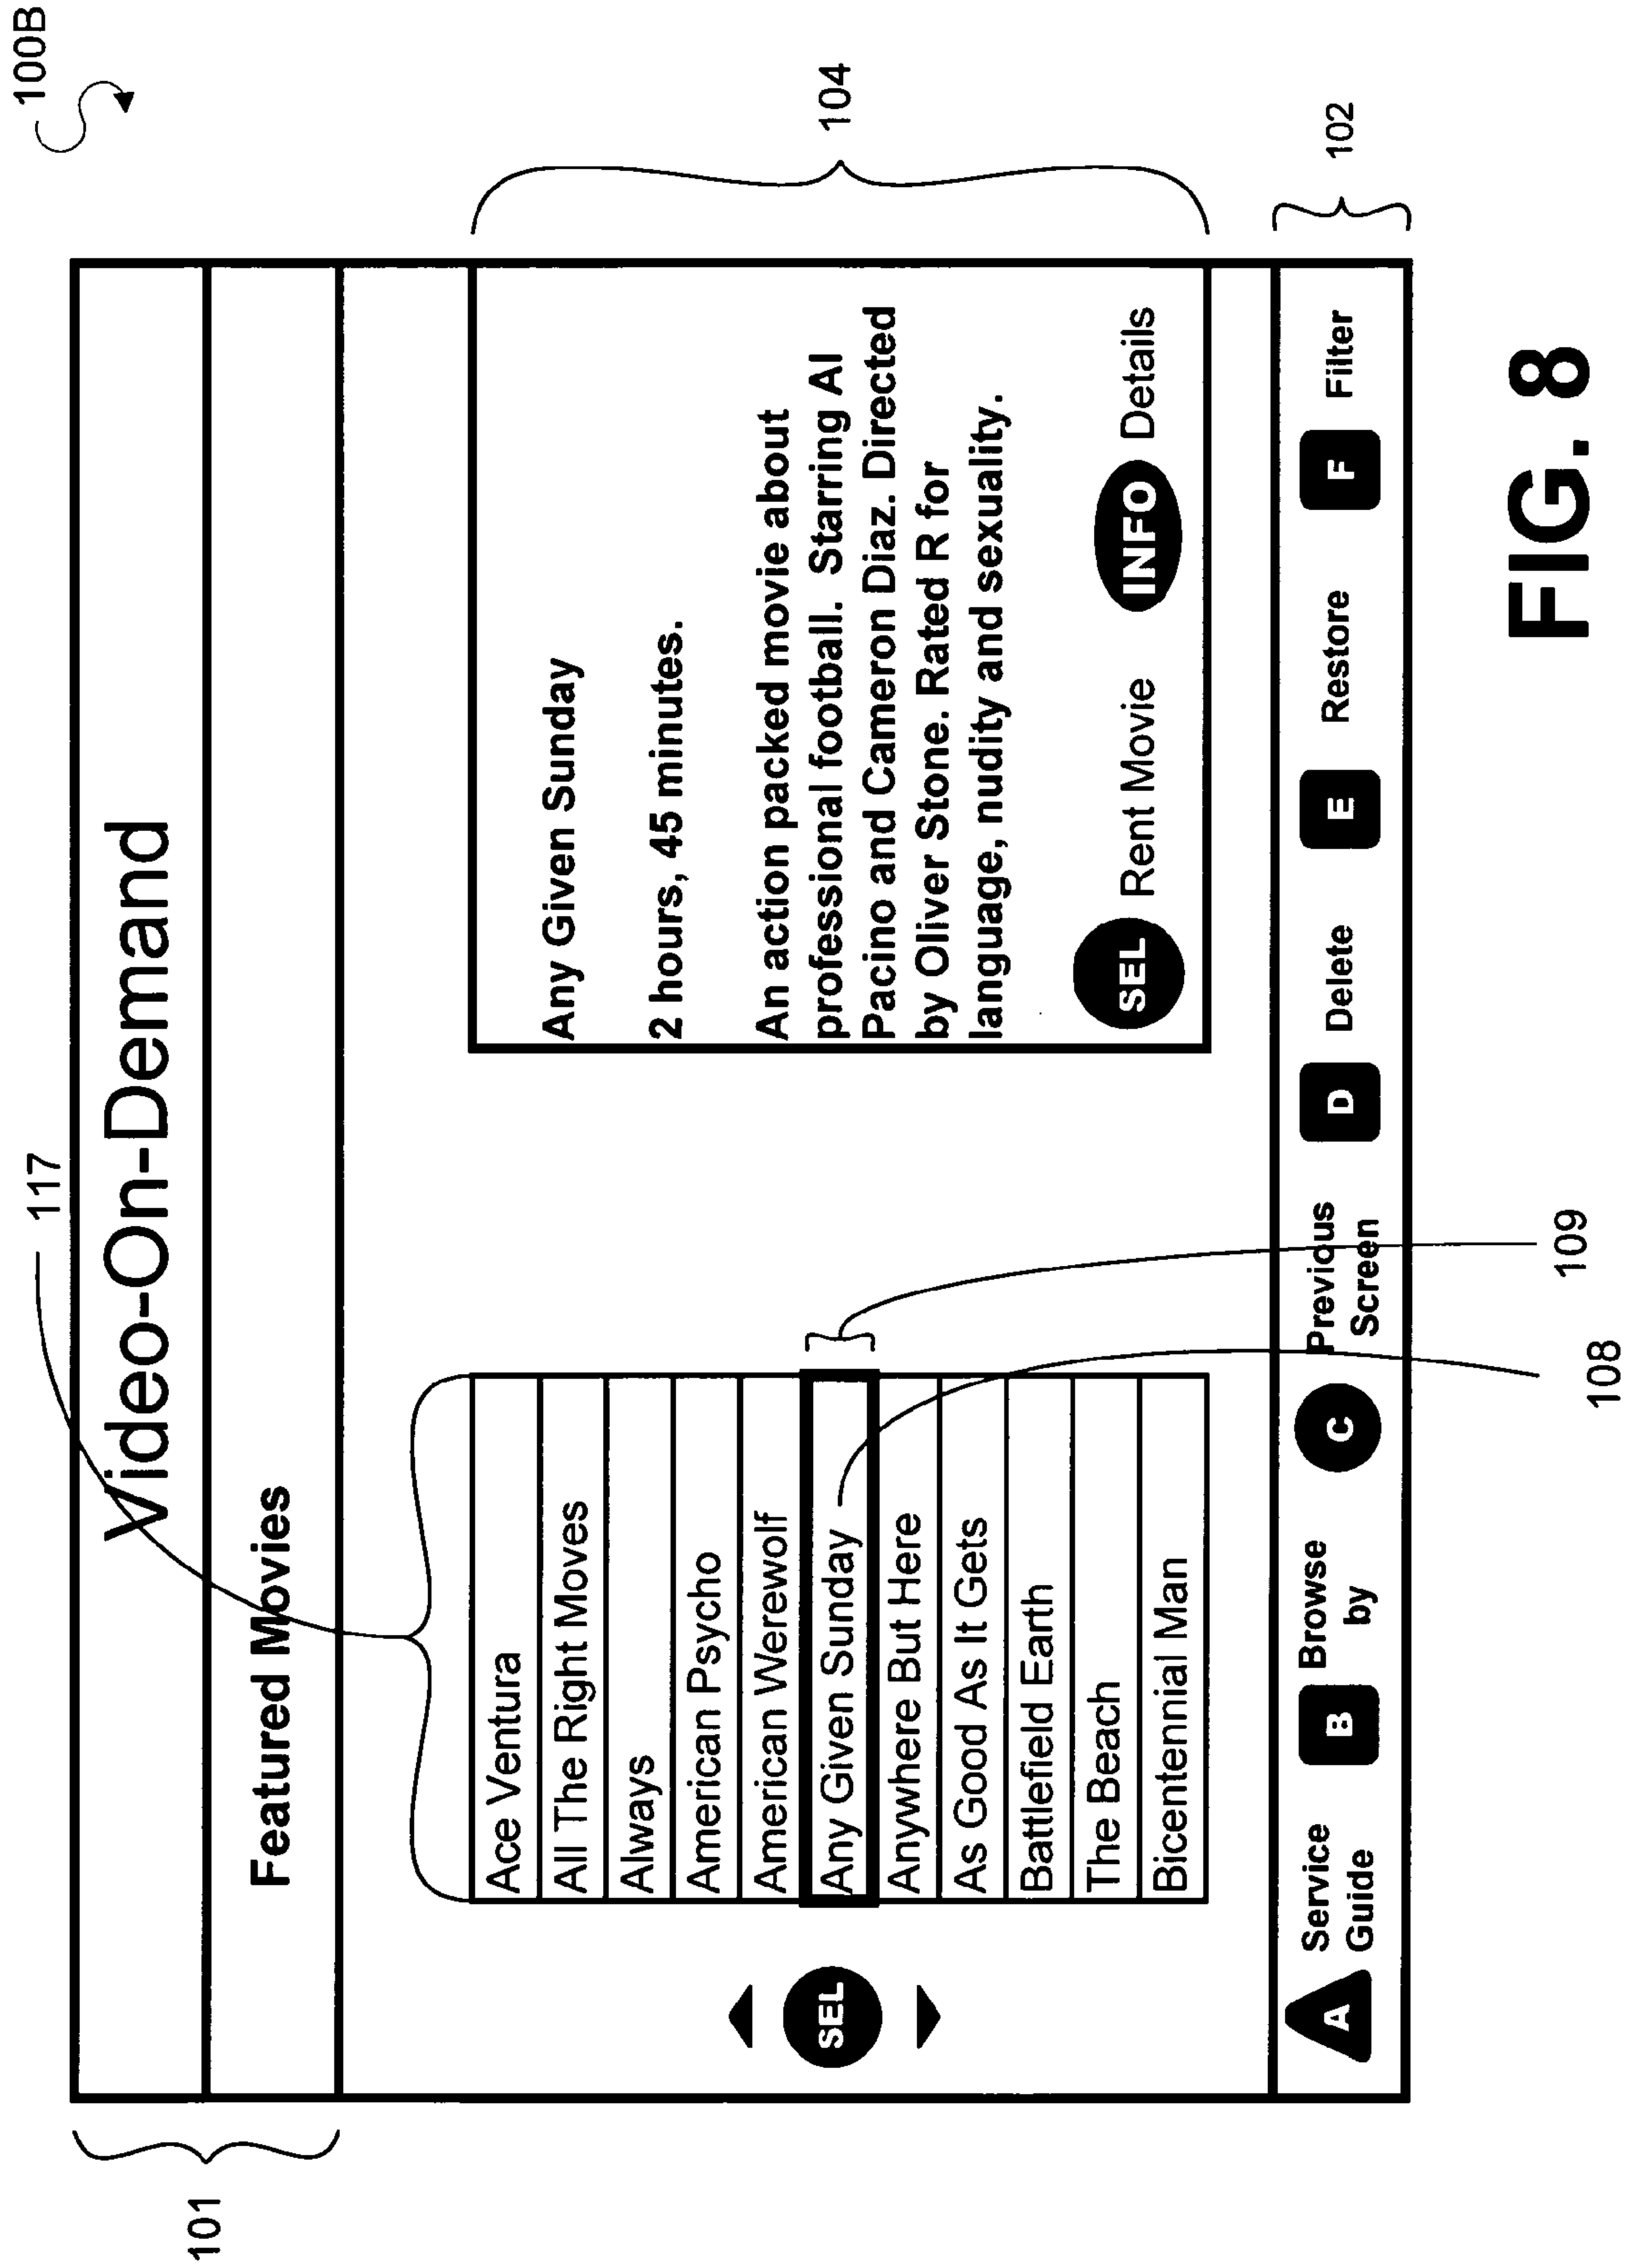 100B
117
Video-On-Demand
101
Featured Movies
Ace Ventura
All The Right Moves
Always
American Psycho
American Werewolf
Any Given Sunday
Anywhere But Here
As Good As It Gets
Battlefield Earth
The Beach
Bicentennial Man
SEL
Any Given Sunday
2 hours, 45 minutes.
An action packed movie about
professional football. Starring Al
Pacino and Cameron Diaz. Directed
by Oliver Stone. Rated R for
language, nudity and sexuality.
SEL Rent Movie INFO Details
104
A Service Guide B Browse by C Previous Screen D Delete E Restore F Filter
102
109
108
FIG. 8